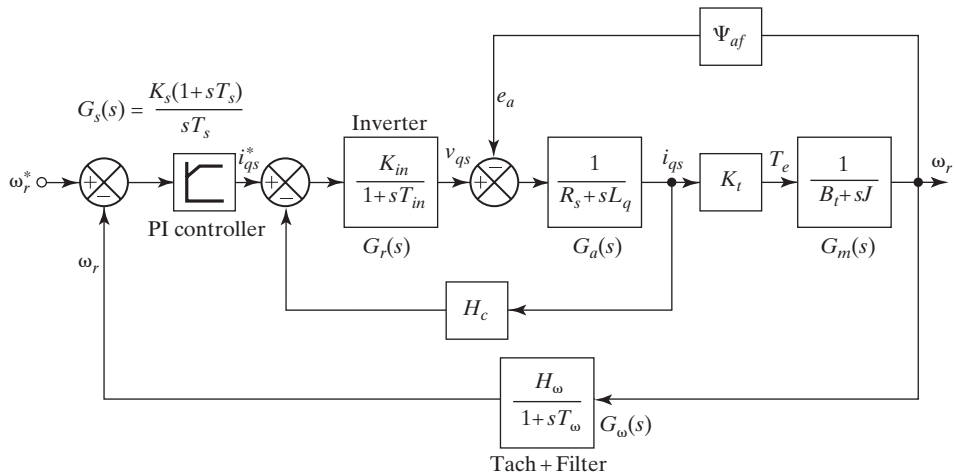 Ψ_af
e_a
G_s(s) = K_s(1+sT_s) / sT_s
Inverter
ω_r^*
+
−
i_qs^*
+
−
K_in / 1+sT_in
v_qs
−
+
1 / R_s+sL_q
i_qs
K_t
T_e
1 / B_t+sJ
ω_r
PI controller
G_r(s)
G_a(s)
G_m(s)
ω_r
H_c
H_ω / 1+sT_ω
G_ω(s)
Tach + Filter